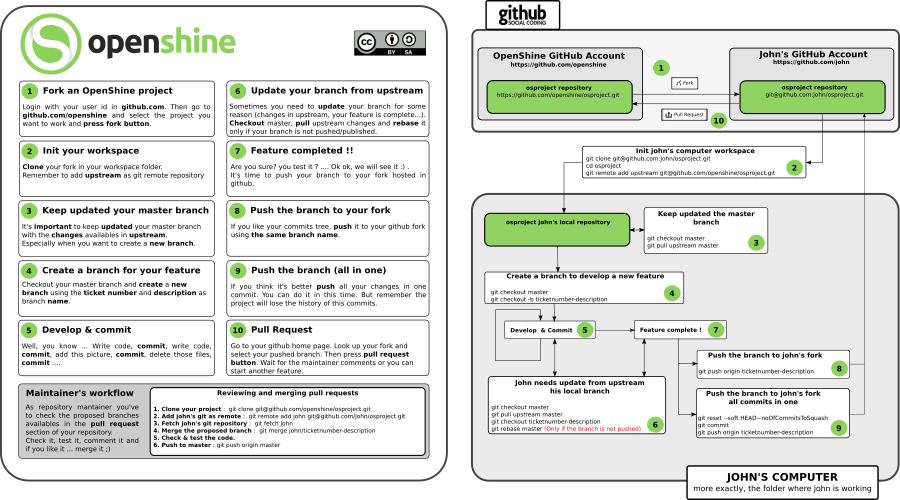 openshine
cc
BY SA
1 Fork an OpenShine project
Login with your user id in github.com. Then go to
github.com/openshine and select the project you
want to work and press fork button.
2 Init your workspace
Clone your fork in your workspace folder.
Remember to add upstream as git remote repository
3 Keep updated your master branch
It's important to keep updated your master branch
with the changes availables in upstream.
Especially when you want to create a new branch.
4 Create a branch for your feature
Checkout your master branch and create a new
branch using the ticket number and description as
branch name.
5 Develop & commit
Well, you know ... Write code, commit, write code,
commit, add this picture, commit, delete those files,
commit ....
6 Update your branch from upstream
Sometimes you need to update your branch for some
reason (changes in upstream, your feature is complete...).
Checkout master, pull upstream changes and rebase it
only if your branch is not pushed/published.
7 Feature completed !!
Are you sure? you test it ? .... Ok ok, we will see it :) .
It's time to push your branch to your fork hosted in
github.
8 Push the branch to your fork
If you like your commits tree, push it to your github fork
using the same branch name.
9 Push the branch (all in one)
If you think it's better push all your changes in one
commit. You can do it in this time. But remember the
project will lose the history of this commits.
10 Pull Request
Go to your github home page. Look up your fork and
select your pushed branch. Then press pull request
button. Wait for the maintainer comments or you can
start another feature.
Maintainer's workflow
As repository mantainer you've
to check the proposed branches
availables in the pull request
section of your repository.
Check it, test it, comment it and
if you like it ... merge it ;)
Reviewing and merging pull requests
1. Clone your project : git clone git@github.com/openshine/osproject.git
2. Add john's git as remote : git remote add john git@github.com/john/osproject.git
3. Fetch john's git repository : git fetch john
4. Merge the proposed branch : git merge john/ticketnumber-description
5. Check & test the code.
6. Push to master : git push origin master
github
SOCIAL CODING
OpenShine GitHub Account
https://github.com/openshine
osproject repository
https://github.com/openshine/osproject.git
1
Fork
Pull Request
10
John's GitHub Account
https://github.com/john
osproject repository
git@github.com:john/osproject.git
Init john's computer workspace
git clone git@github.com:john/osproject.git
cd osproject
git remote add upstream git@github.com/openshine/osproject.git
2
osproject john's local repository
Keep updated the master
branch
git checkout master
git pull upstream master
3
Create a branch to develop a new feature
git checkout master
git checkout -b ticketnumber-description
4
Develop & Commit 5
Feature complete ! 7
Push the branch to john's fork
git push origin ticketnumber-description
8
John needs update from upstream
his local branch
git checkout master
git pull upstream master
git checkout ticketnumber-description
git rebase master (Only if the branch is not pushed)
6
Push the branch to john's fork
all commits in one
git reset --soft HEAD~noOfCommitsToSquash
git commit
git push origin ticketnumber-description
9
JOHN'S COMPUTER
more exactly, the folder where john is working